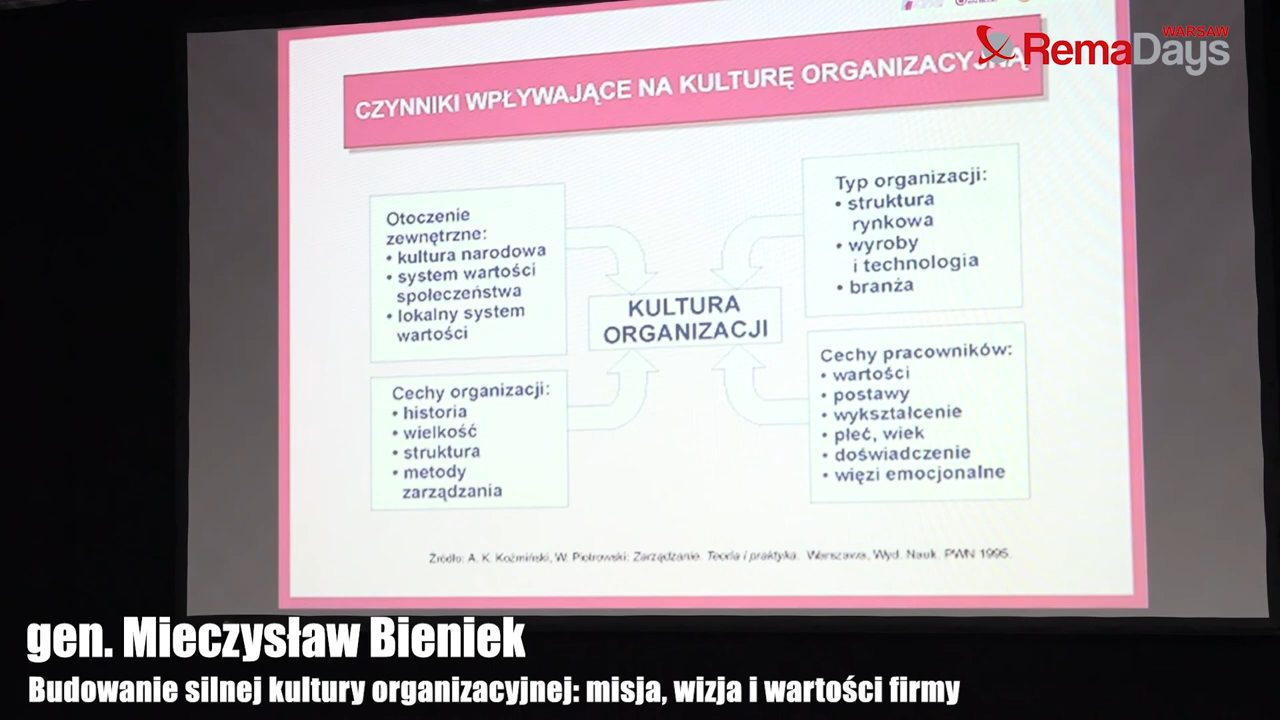 WARSAW
RemaDays
CZYNNIKI WPŁYWAJĄCE NA KULTURĘ ORGANIZACYJNĄ
Otoczenie
zewnętrzne:
• kultura narodowa
• system wartości
społeczeństwa
• lokalny system
wartości
Typ organizacji:
• struktura
rynkowa
• wyroby
i technologia
• branża
KULTURA
ORGANIZACJI
Cechy organizacji:
• historia
• wielkość
• struktura
• metody
zarządzania
Cechy pracowników:
• wartości
• postawy
• wykształcenie
• płeć, wiek
• doświadczenie
• więzi emocjonalne
Źródło: A. K. Koźmiński, W. Piotrowski: Zarządzanie. Teoria i praktyka. Warszawa, Wyd. Nauk. PWN 1995.
gen. Mieczysław Bieniek
Budowanie silnej kultury organizacyjnej: misja, wizja i wartości firmy